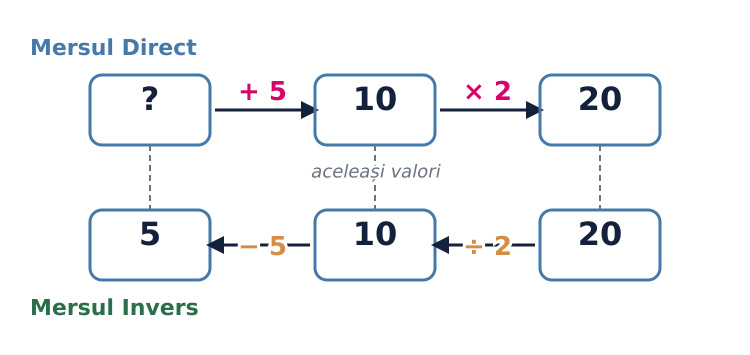 Mersul Direct
? + 5 10 × 2 20
aceleași valori
5 − 5 10 ÷ 2 20
Mersul Invers